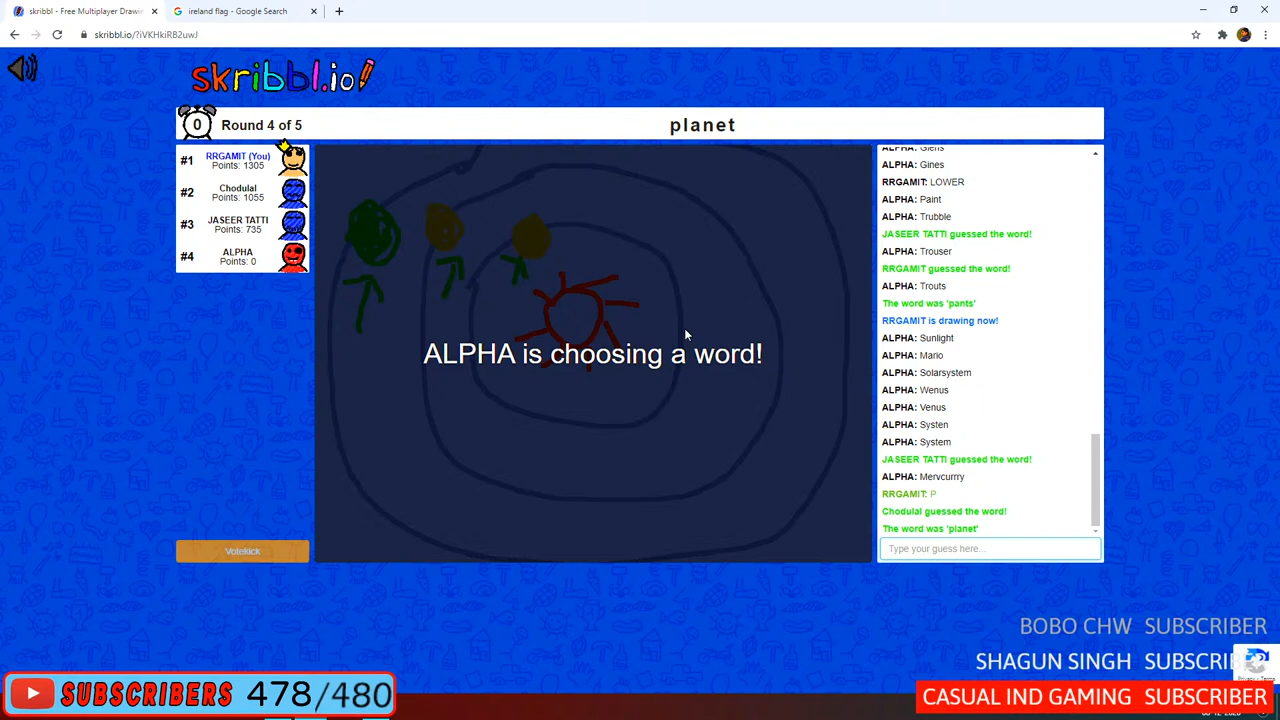 skribbl - Free Multiplayer Drawin
ireland flag - Google Search
skribbl.io/?iVKHkiRB2uwJ
skribbl.io
0 Round 4 of 5
planet
#1 RRGAMIT (You)
Points: 1305
#2 Chodulal
Points: 1055
#3 JASEER TATTI
Points: 735
#4 ALPHA
Points: 0
Votekick
ALPHA is choosing a word!
ALPHA: Gines
RRGAMIT: LOWER
ALPHA: Paint
ALPHA: Trubble
JASEER TATTI guessed the word!
ALPHA: Trouser
RRGAMIT guessed the word!
ALPHA: Trouts
The word was 'pants'
RRGAMIT is drawing now!
ALPHA: Sunlight
ALPHA: Mario
ALPHA: Solarsystem
ALPHA: Wenus
ALPHA: Venus
ALPHA: Systen
ALPHA: System
JASEER TATTI guessed the word!
ALPHA: Mervcurrry
RRGAMIT: P
Chodulal guessed the word!
The word was 'planet'
Type your guess here...
BOBO CHW SUBSCRIBER
SHAGUN SINGH
CASUAL IND GAMING SUBSCRIBER
SUBSCRIBERS 478/480
Privacy - Terms